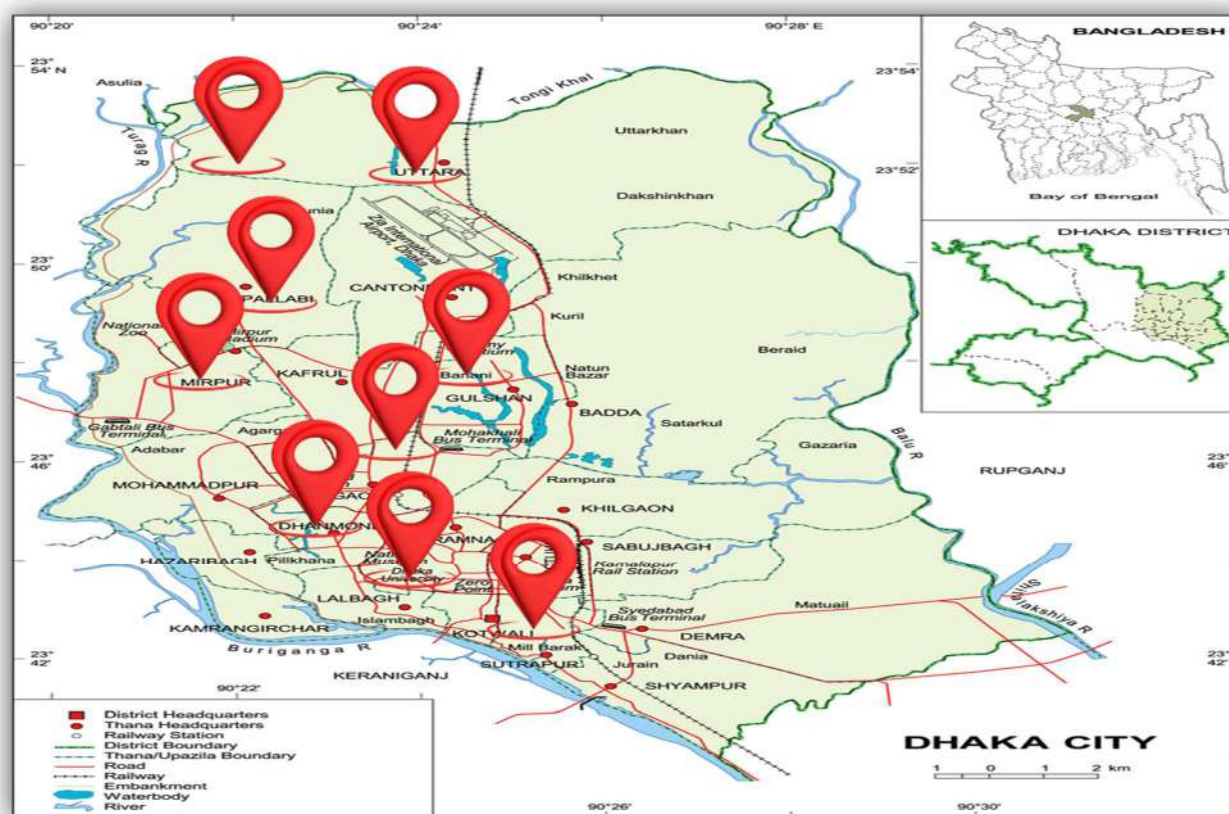 90°20'
90°24'
90°28' E
23°
54' N
Asulia
Turag R
Tongi Khal
Uttarkhan
23°54'
UTTARA
23°52'
Dakshinkhan
Zia International
Airport, Dhaka
50'
Khilkhet
PALLABI
CANTONMENT
Kuril
National
Zoo
Beraid
MIRPUR
KAFRUL
Banani
Natun
Bazar
GULSHAN
BADDA
Satarkul
Gabtali Bus
Terminal
Mohakhali
Bus Terminal
Gazaria
Balu R
Adabar
23°
46'
23°
46'
RUPGANJ
MOHAMMADPUR
Rampura
KHILGAON
RAMNA
SABUJBAGH
HAZARIBAGH
Pilkhana
Kamalapur
Rail Station
Zero
Point
LALBAGH
Matuail
KAMRANGIRCHAR
Islambagh
Syedabad
Bus Terminal
KOTWALI
DEMRA
Buriganga R
Mill Barak
Dania
23°
42'
23°
42'
SUTRAPUR
Jurain
KERANIGANJ
SHYAMPUR
90°22'
90°26'
90°30'
District Headquarters
Thana Headquarters
Railway Station
District Boundary
Thana/Upazila Boundary
Road
Railway
Embankment
Waterbody
River
DHAKA CITY
1 0 1 2 km
BANGLADESH
Bay of Bengal
DHAKA DISTRICT